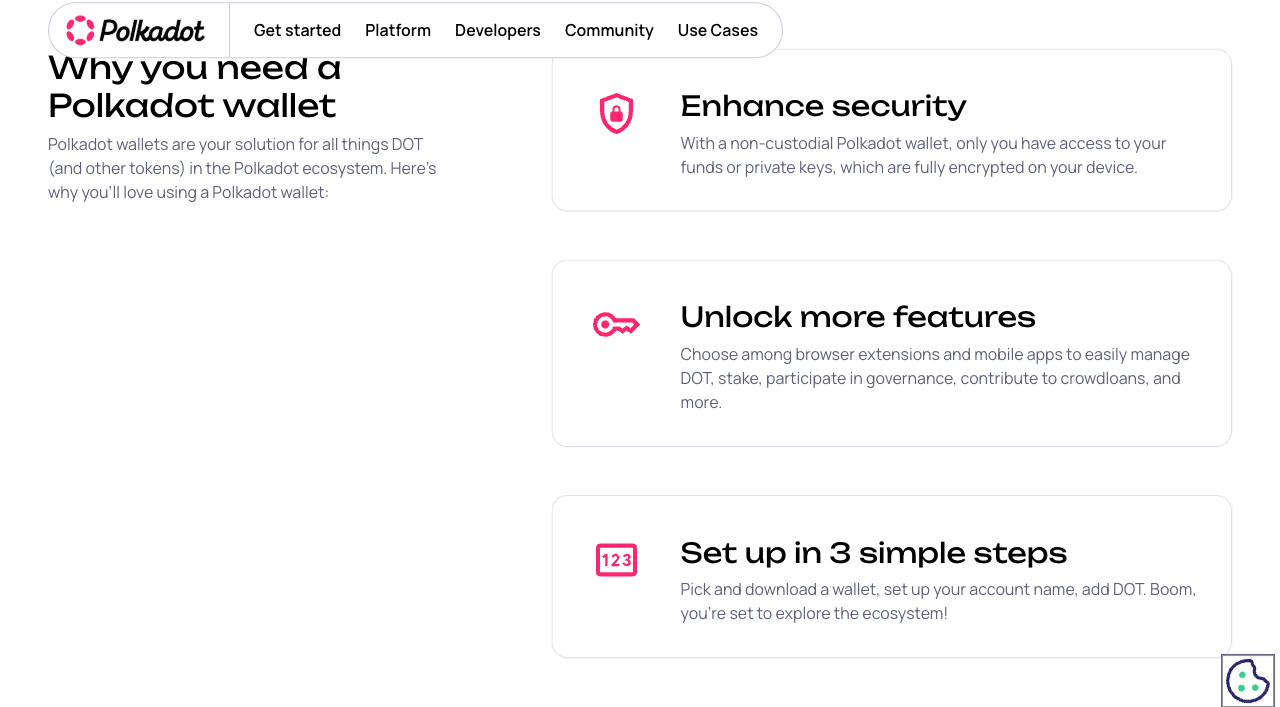 Polkadot
Get started
Platform
Developers
Community
Use Cases
Why you need a
Polkadot wallet
Polkadot wallets are your solution for all things DOT
(and other tokens) in the Polkadot ecosystem. Here's
why you'll love using a Polkadot wallet:
Enhance security
With a non-custodial Polkadot wallet, only you have access to your
funds or private keys, which are fully encrypted on your device.
Unlock more features
Choose among browser extensions and mobile apps to easily manage
DOT, stake, participate in governance, contribute to crowdloans, and
more.
123
Set up in 3 simple steps
Pick and download a wallet, set up your account name, add DOT. Boom,
you're set to explore the ecosystem!